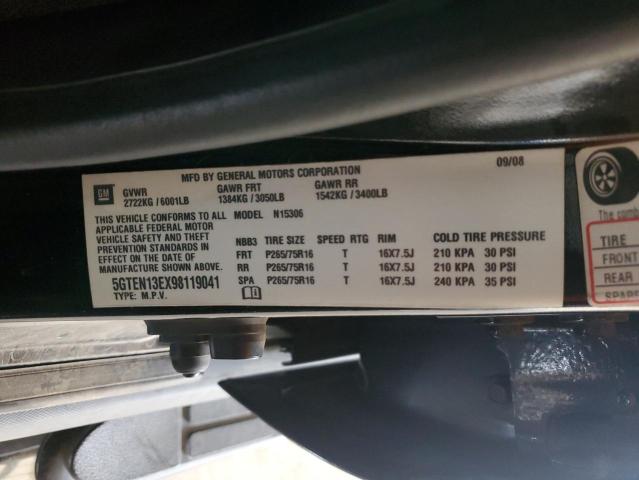 MFD BY GENERAL MOTORS CORPORATION 09/08
GM GVWR GAWR FRT GAWR RR
2722KG / 6001LB 1384KG / 3050LB 1542KG / 3400LB
THIS VEHICLE CONFORMS TO ALL MODEL N15306
APPLICABLE FEDERAL MOTOR
VEHICLE SAFETY AND THEFT
PREVENTION STANDARDS IN
EFFECT ON THE DATE OF
MANUFACTURE SHOWN ABOVE.
NBB3 TIRE SIZE SPEED RTG RIM COLD TIRE PRESSURE
FRT P265/75R16 T 16X7.5J 210 KPA 30 PSI
RR P265/75R16 T 16X7.5J 210 KPA 30 PSI
SPA P265/75R16 T 16X7.5J 240 KPA 35 PSI
5GTEN13EX98119041
TYPE: M.P.V.
The comb
TIRE
FRONT
REAR
SPARE